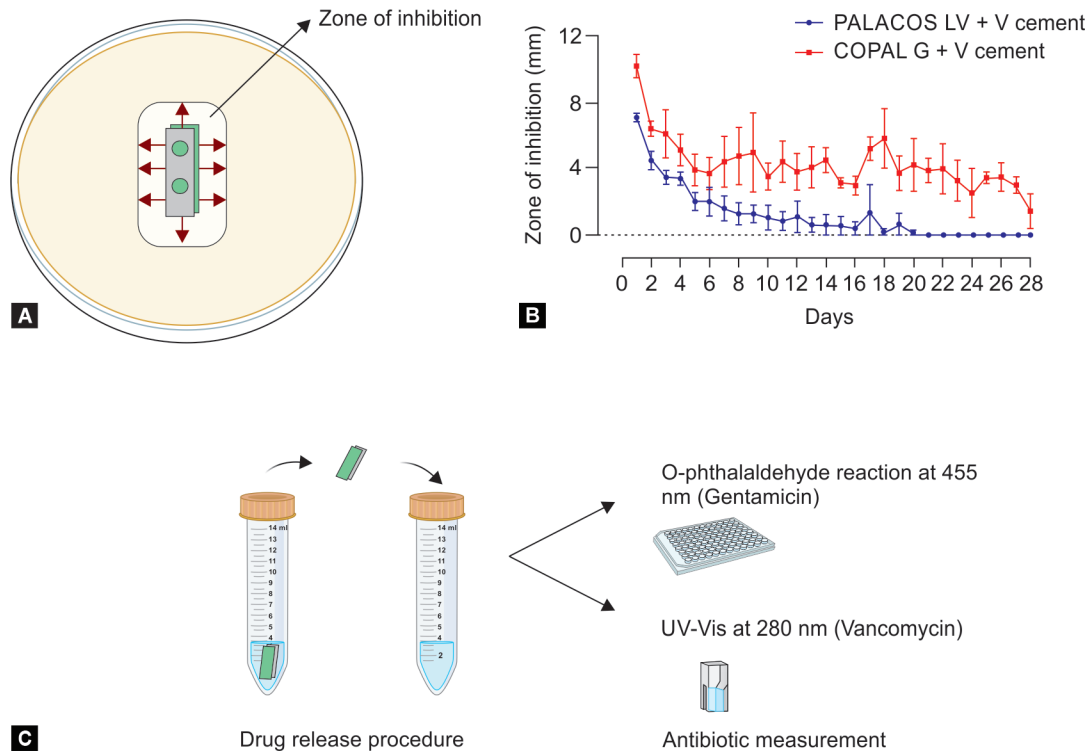 Zone of inhibition
A
PALACOS LV + V cement
COPAL G + V cement
Zone of inhibition (mm)
12
8
4
0
0 2 4 6 8 10 12 14 16 18 20 22 24 26 28
Days
B
O-phthalaldehyde reaction at 455
nm (Gentamicin)
14 ml
13
12
11
10
9
8
7
6
5
4
2
14 ml
13
12
11
10
9
8
7
6
5
4
2
UV-Vis at 280 nm (Vancomycin)
C
Drug release procedure
Antibiotic measurement